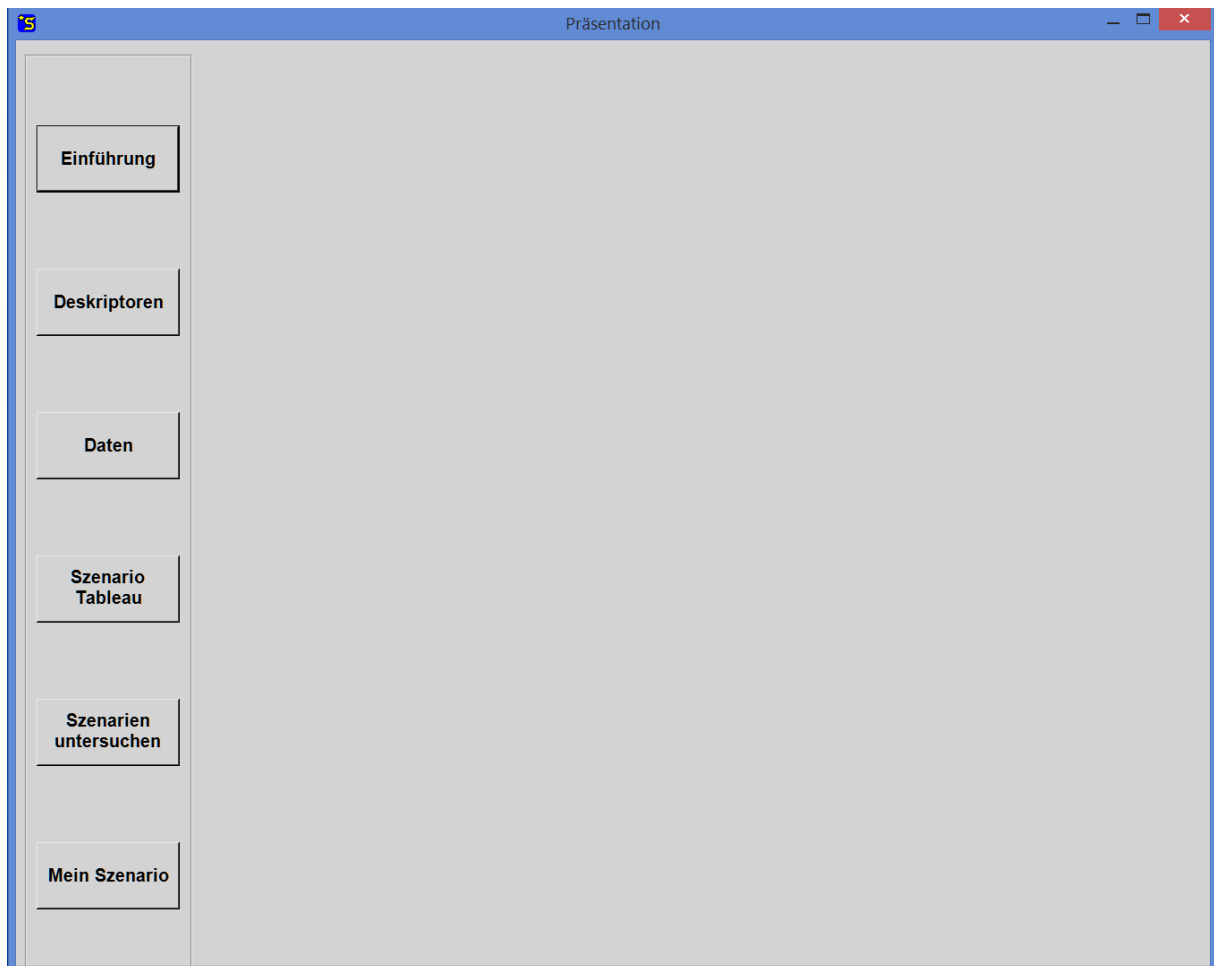 Präsentation
Einführung
Deskriptoren
Daten
Szenario
Tableau
Szenarien
untersuchen
Mein Szenario